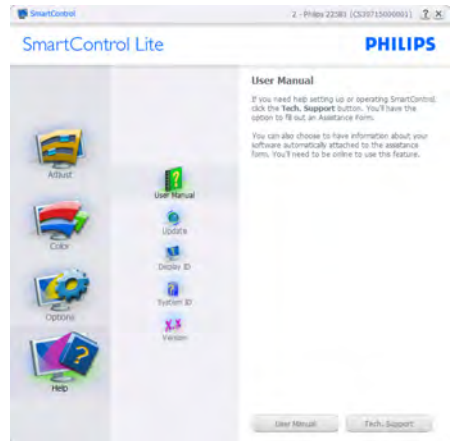 SmartControl
2 - Philips 225B1 (CS30715000001)
? X
SmartControl Lite
PHILIPS
User Manual
If you need help setting up or operating SmartControl,
click the Tech. Support button. You'll have the
option to fill out an Assistance Form.
You can also choose to have information about your
software automatically attached to the assistance
form. You'll need to be online to use this feature.
Adjust
Color
Options
Help
?
User Manual
Update
Display ID
System ID
X.X
Version
User Manual
Tech. Support